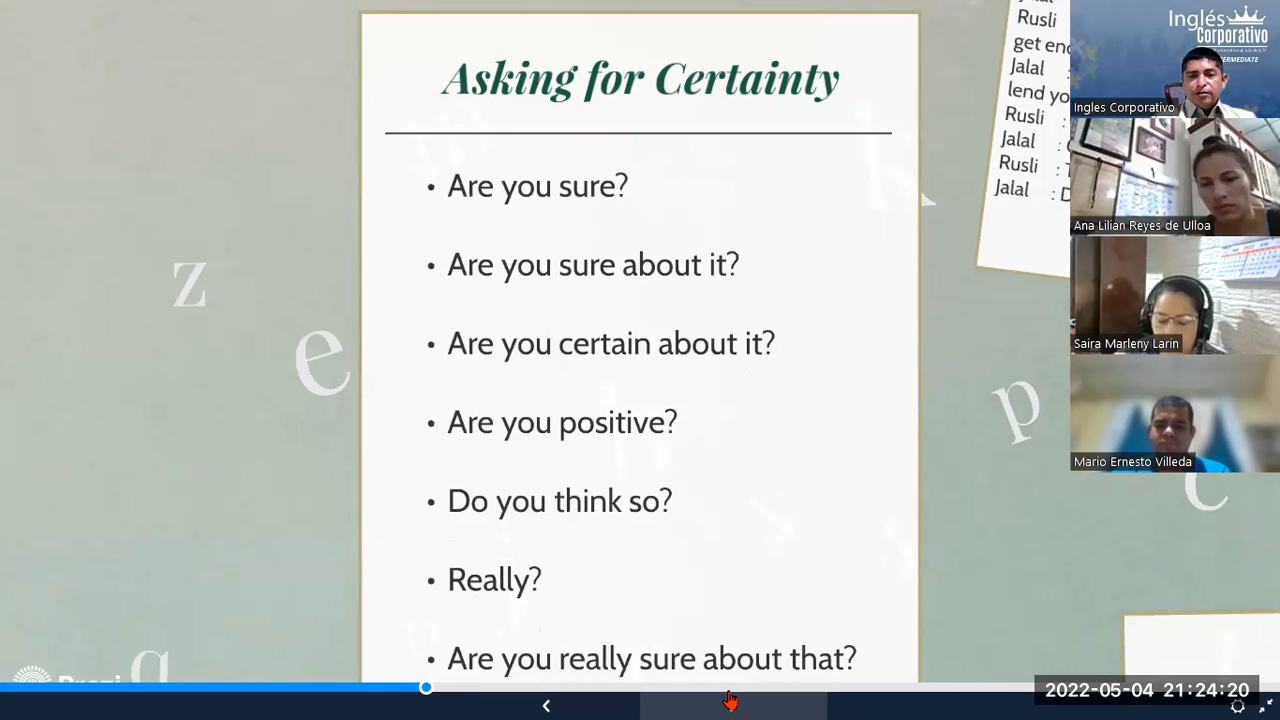 Asking for Certainty
• Are you sure?
• Are you sure about it?
• Are you certain about it?
• Are you positive?
• Do you think so?
• Really?
• Are you really sure about that?
Rusli
get
Jalal :
lend
Rusli :
Jalal :
Rusli :
Jalal :
Inglés
Corporativo
Ingles Corporativo
Ana Lilian Reyes de Ulloa
Saira Marleny Larin
Mario Ernesto Villeda
z
e
p
c
Prezi
2022-05-04 21:24:20